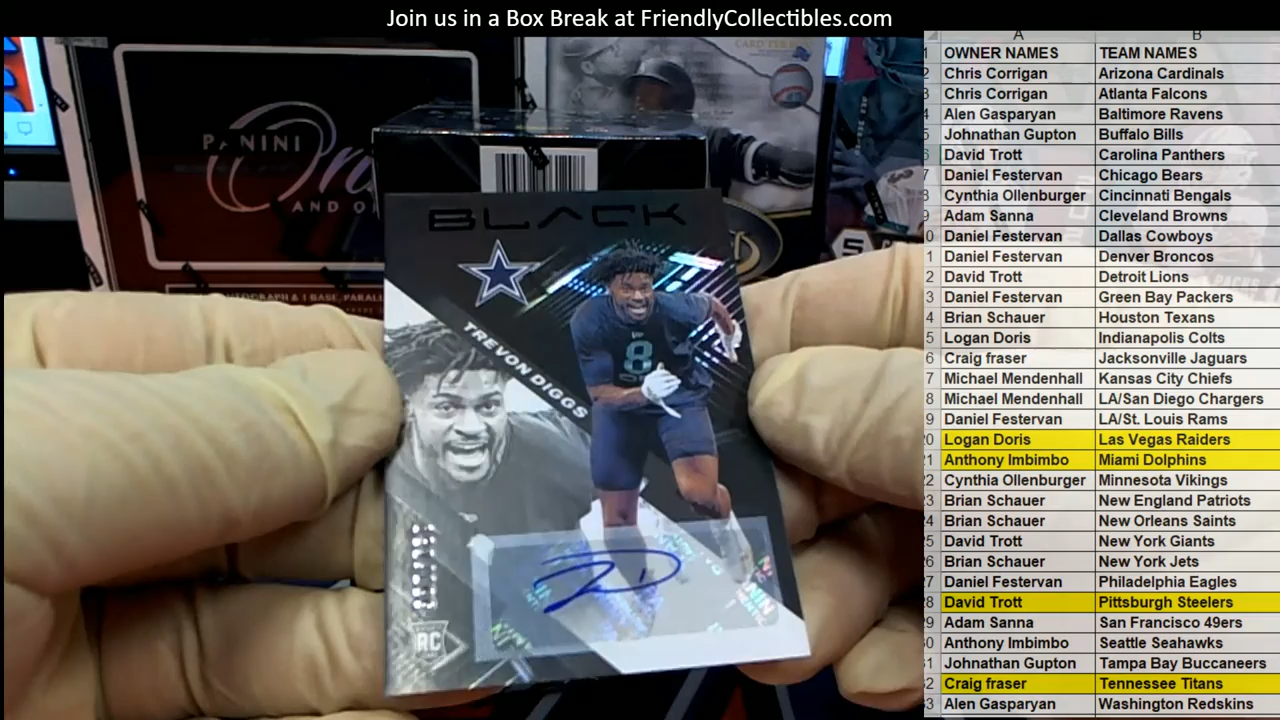 Join us in a Box Break at FriendlyCollectibles.com
PANINI
AND O
BLACK
TREVON DIGGS
8
RC
A B
OWNER NAMES TEAM NAMES
Chris Corrigan Arizona Cardinals
Chris Corrigan Atlanta Falcons
Alen Gasparyan Baltimore Ravens
Johnathan Gupton Buffalo Bills
David Trott Carolina Panthers
Daniel Festervan Chicago Bears
Cynthia Ollenburger Cincinnati Bengals
Adam Sanna Cleveland Browns
Daniel Festervan Dallas Cowboys
Daniel Festervan Denver Broncos
David Trott Detroit Lions
Daniel Festervan Green Bay Packers
Brian Schauer Houston Texans
Logan Doris Indianapolis Colts
Craig fraser Jacksonville Jaguars
Michael Mendenhall Kansas City Chiefs
Michael Mendenhall LA/San Diego Chargers
Daniel Festervan LA/St. Louis Rams
Logan Doris Las Vegas Raiders
Anthony Imbimbo Miami Dolphins
Cynthia Ollenburger Minnesota Vikings
Brian Schauer New England Patriots
Brian Schauer New Orleans Saints
David Trott New York Giants
Brian Schauer New York Jets
Daniel Festervan Philadelphia Eagles
David Trott Pittsburgh Steelers
Adam Sanna San Francisco 49ers
Anthony Imbimbo Seattle Seahawks
Johnathan Gupton Tampa Bay Buccaneers
Craig fraser Tennessee Titans
Alen Gasparyan Washington Redskins